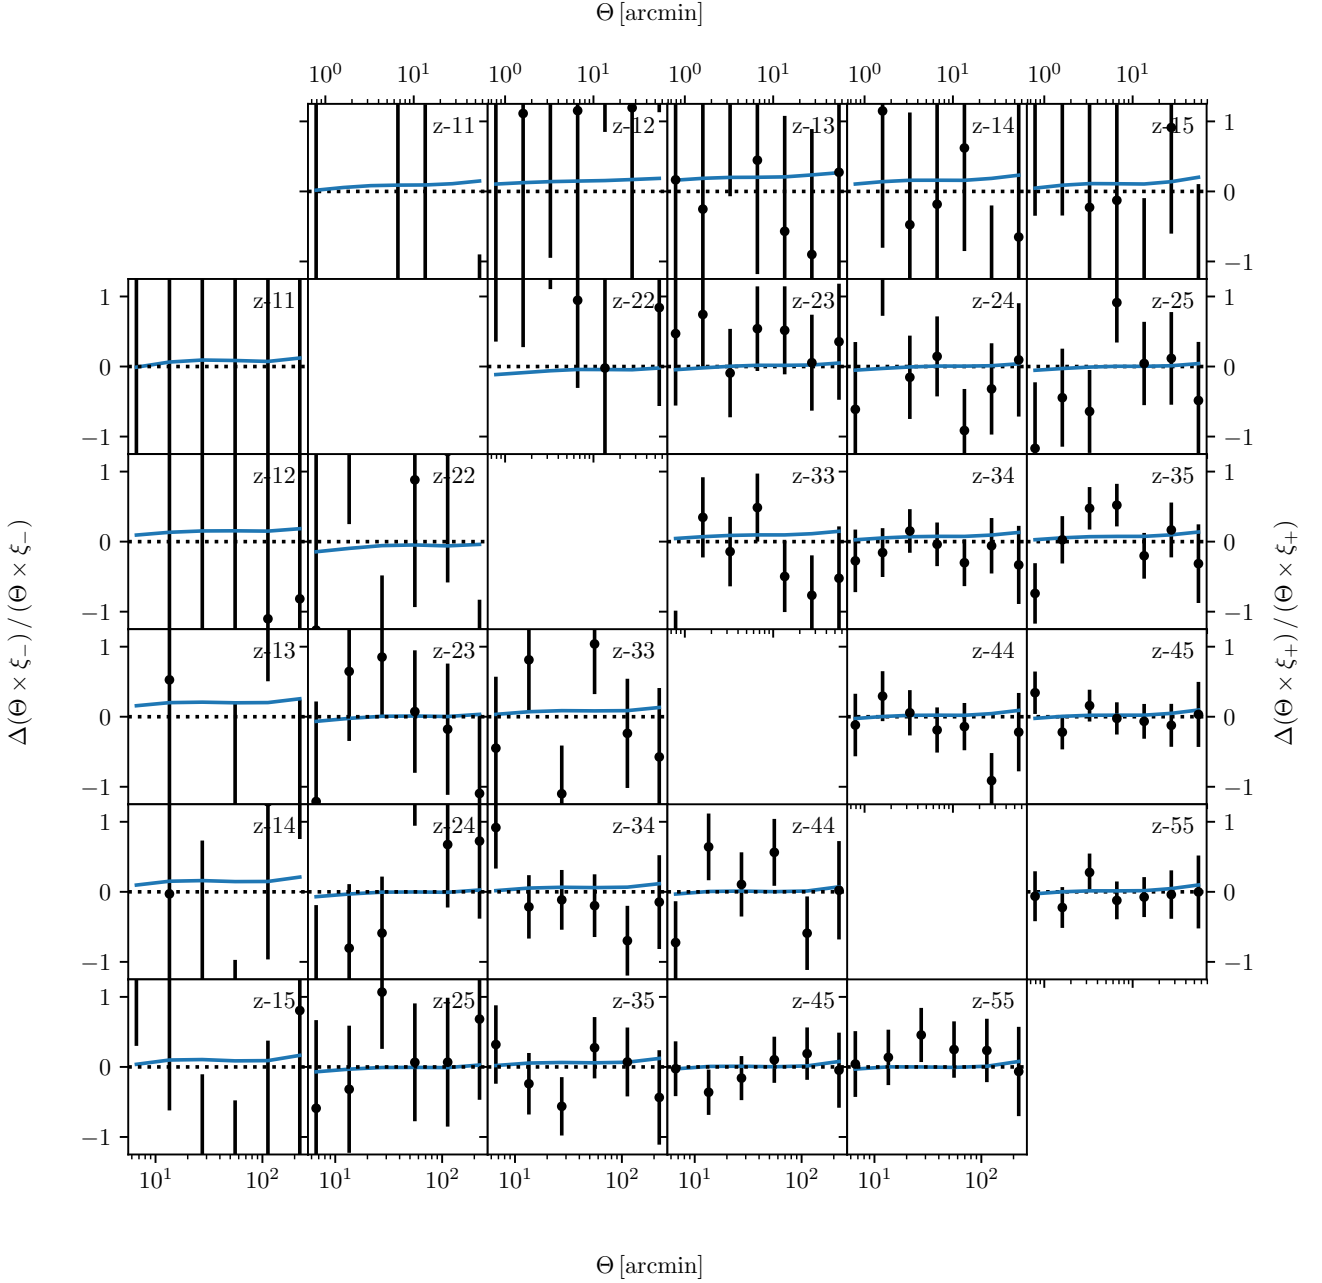 Θ [arcmin]
10⁰ 10¹ 10⁰ 10¹ 10⁰ 10¹ 10⁰ 10¹ 10⁰ 10¹
z-11 z-12 z-13 z-14 z-15 1
0
−1
1 z-11 z-22 z-23 z-24 z-25 1
0 0
−1 −1
1 z-12 z-22 z-33 z-34 z-35 1
0 0
−1 −1
Δ(Θ × ξ₋) / (Θ × ξ₋)
Δ(Θ × ξ₊) / (Θ × ξ₊)
1 z-13 z-23 z-33 z-44 z-45 1
0 0
−1 −1
1 z-14 z-24 z-34 z-44 z-55 1
0 0
−1 −1
1 z-15 z-25 z-35 z-45 z-55
0
−1
10¹ 10² 10¹ 10² 10¹ 10² 10¹ 10² 10¹ 10²
Θ [arcmin]